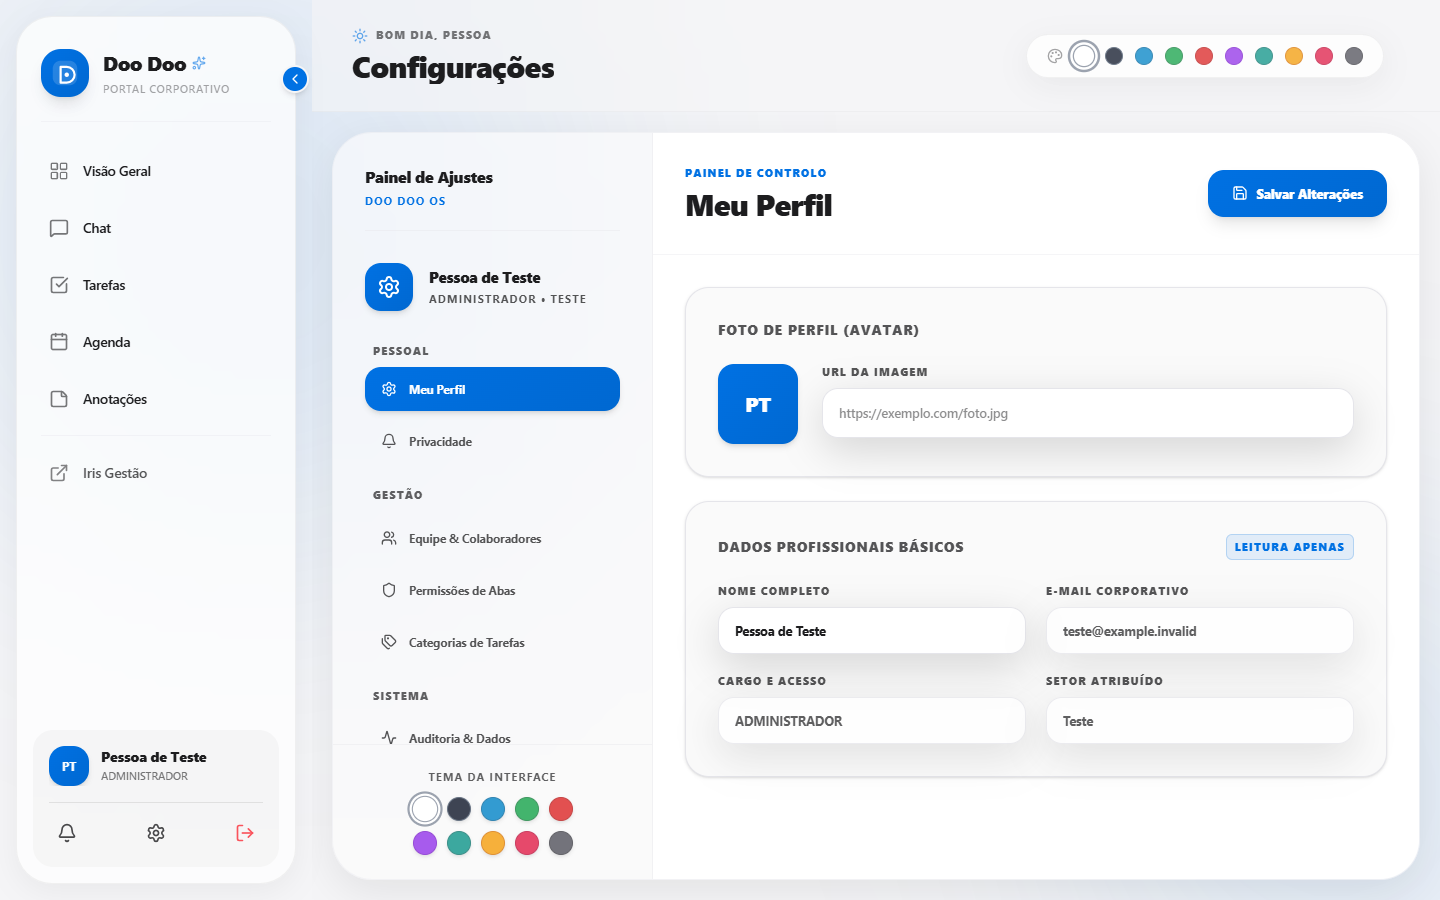 Doo Doo
PORTAL CORPORATIVO
Visão Geral
Chat
Tarefas
Agenda
Anotações
Iris Gestão
PT
Pessoa de Teste
ADMINISTRADOR
BOM DIA, PESSOA
Configurações
Painel de Ajustes
DOO DOO OS
Pessoa de Teste
ADMINISTRADOR • TESTE
PESSOAL
Meu Perfil
Privacidade
GESTÃO
Equipe & Colaboradores
Permissões de Abas
Categorias de Tarefas
SISTEMA
Auditoria & Dados
TEMA DA INTERFACE
PAINEL DE CONTROLO
Meu Perfil
Salvar Alterações
FOTO DE PERFIL (AVATAR)
PT
URL DA IMAGEM
https://exemplo.com/foto.jpg
DADOS PROFISSIONAIS BÁSICOS
LEITURA APENAS
NOME COMPLETO
Pessoa de Teste
E-MAIL CORPORATIVO
teste@example.invalid
CARGO E ACESSO
ADMINISTRADOR
SETOR ATRIBUÍDO
Teste